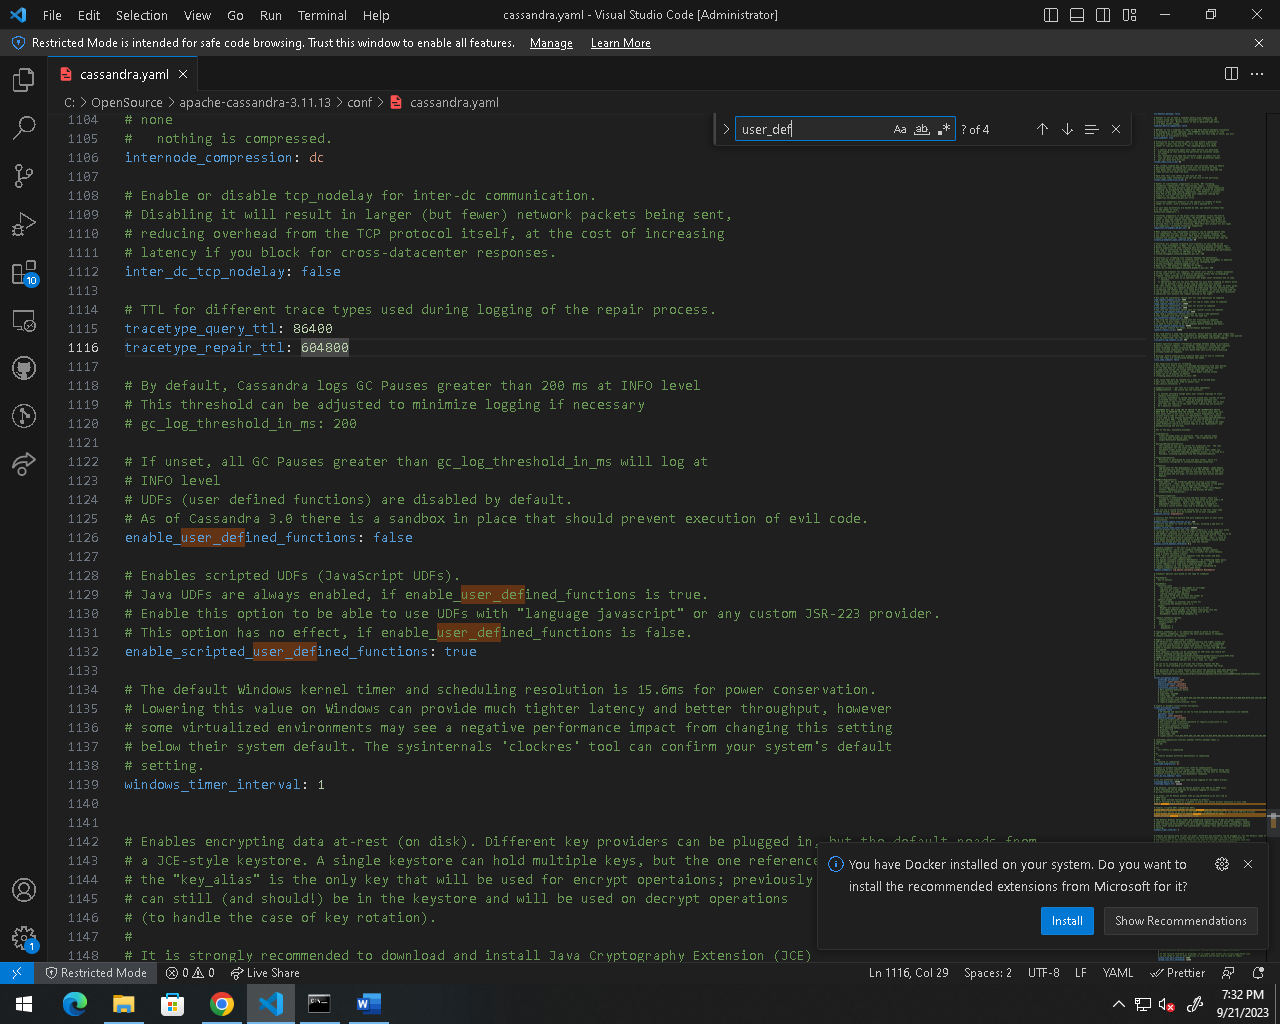 File Edit Selection View Go Run Terminal Help cassandra.yaml - Visual Studio Code [Administrator]
Restricted Mode is intended for safe code browsing. Trust this window to enable all features. Manage Learn More
cassandra.yaml
C: > OpenSource > apache-cassandra-3.11.13 > conf > cassandra.yaml
user_def Aa ab .* ? of 4
1104 # none
1105 #   nothing is compressed.
1106 internode_compression: dc
1107
1108 # Enable or disable tcp_nodelay for inter-dc communication.
1109 # Disabling it will result in larger (but fewer) network packets being sent,
1110 # reducing overhead from the TCP protocol itself, at the cost of increasing
1111 # latency if you block for cross-datacenter responses.
1112 inter_dc_tcp_nodelay: false
1113
1114 # TTL for different trace types used during logging of the repair process.
1115 tracetype_query_ttl: 86400
1116 tracetype_repair_ttl: 604800
1117
1118 # By default, Cassandra logs GC Pauses greater than 200 ms at INFO level
1119 # This threshold can be adjusted to minimize logging if necessary
1120 # gc_log_threshold_in_ms: 200
1121
1122 # If unset, all GC Pauses greater than gc_log_threshold_in_ms will log at
1123 # INFO level
1124 # UDFs (user defined functions) are disabled by default.
1125 # As of Cassandra 3.0 there is a sandbox in place that should prevent execution of evil code.
1126 enable_user_defined_functions: false
1127
1128 # Enables scripted UDFs (JavaScript UDFs).
1129 # Java UDFs are always enabled, if enable_user_defined_functions is true.
1130 # Enable this option to be able to use UDFs with "language javascript" or any custom JSR-223 provider.
1131 # This option has no effect, if enable_user_defined_functions is false.
1132 enable_scripted_user_defined_functions: true
1133
1134 # The default Windows kernel timer and scheduling resolution is 15.6ms for power conservation.
1135 # Lowering this value on Windows can provide much tighter latency and better throughput, however
1136 # some virtualized environments may see a negative performance impact from changing this setting
1137 # below their system default. The sysinternals 'clockres' tool can confirm your system's default
1138 # setting.
1139 windows_timer_interval: 1
1140
1141
1142 # Enables encrypting data at-rest (on disk). Different key providers can be plugged in, but the default reads from
1143 # a JCE-style keystore. A single keystore can hold multiple keys, but the one reference
1144 # the "key_alias" is the only key that will be used for encrypt opertaions; previously
1145 # can still (and should!) be in the keystore and will be used on decrypt operations
1146 # (to handle the case of key rotation).
1147 #
1148 # It is strongly recommended to download and install Java Cryptography Extension (JCE)
10
1
You have Docker installed on your system. Do you want to
install the recommended extensions from Microsoft for it?
Install Show Recommendations
Restricted Mode 0 0 Live Share Ln 1116, Col 29 Spaces: 2 UTF-8 LF YAML Prettier
7:32 PM
9/21/2023